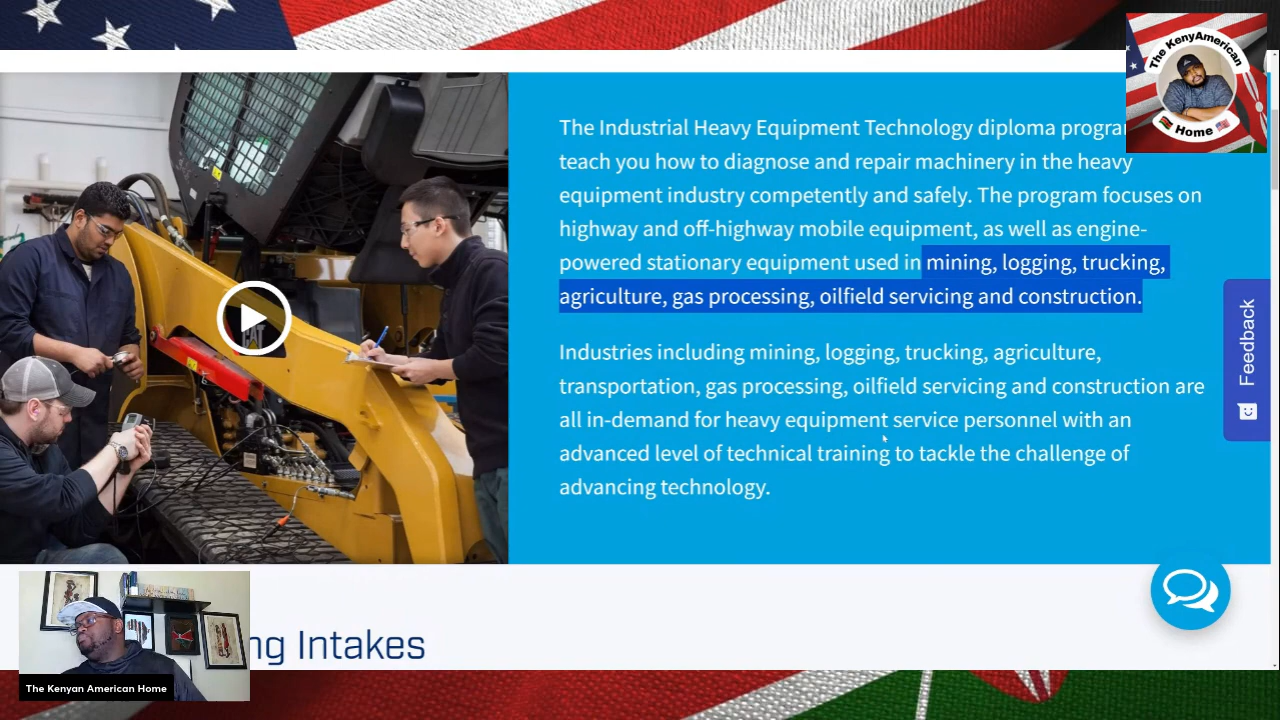 The KenyAmerican
Home
The Industrial Heavy Equipment Technology diploma
teach you how to diagnose and repair machinery in the heavy
equipment industry competently and safely. The program focuses on
highway and off-highway mobile equipment, as well as engine-
powered stationary equipment used in mining, logging, trucking,
agriculture, gas processing, oilfield servicing and construction.
Industries including mining, logging, trucking, agriculture,
transportation, gas processing, oilfield servicing and construction are
all in-demand for heavy equipment service personnel with an
advanced level of technical training to tackle the challenge of
advancing technology.
CAT
Feedback
ng Intakes
The Kenyan American Home